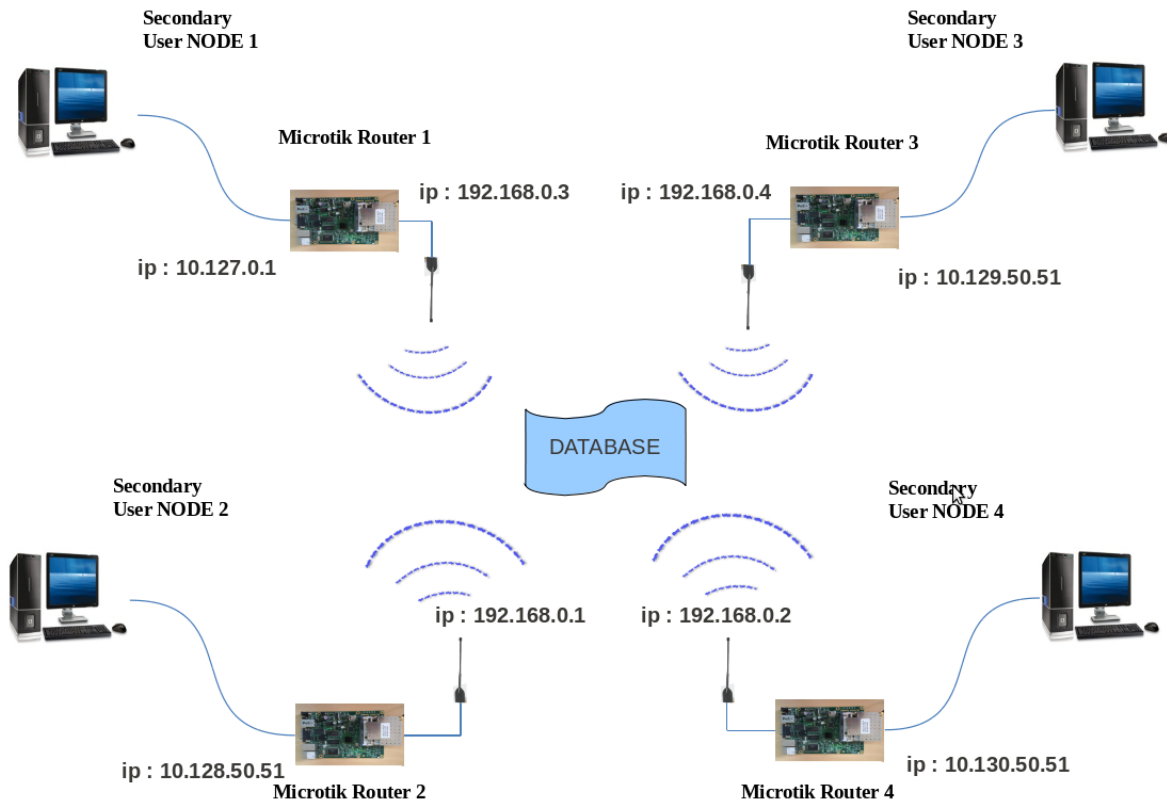 Secondary
User NODE 1
Secondary
User NODE 3
Microtik Router 1
Microtik Router 3
ip : 192.168.0.3
ip : 192.168.0.4
ip : 10.127.0.1
ip : 10.129.50.51
DATABASE
Secondary
User NODE 2
Secondary
User NODE 4
ip : 192.168.0.1
ip : 192.168.0.2
ip : 10.128.50.51
ip : 10.130.50.51
Microtik Router 2
Microtik Router 4